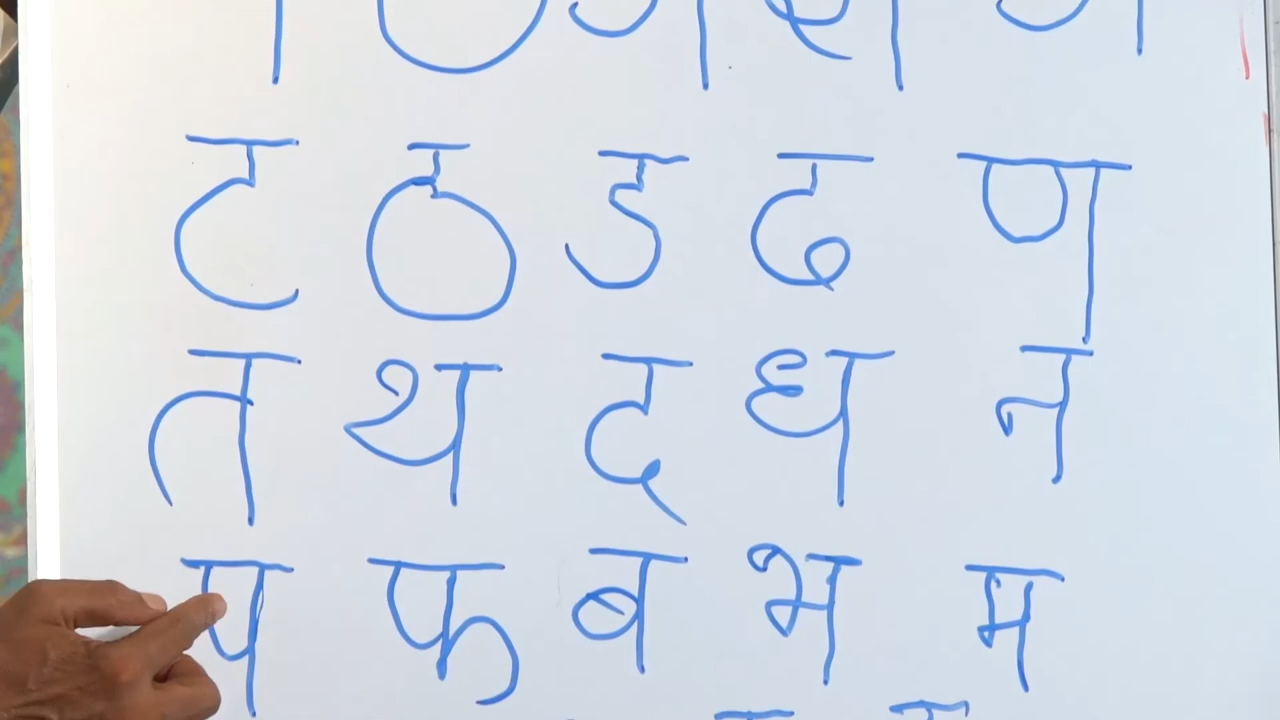 ट ठ ड ढ ण
त थ द ध न
प फ ब भ म